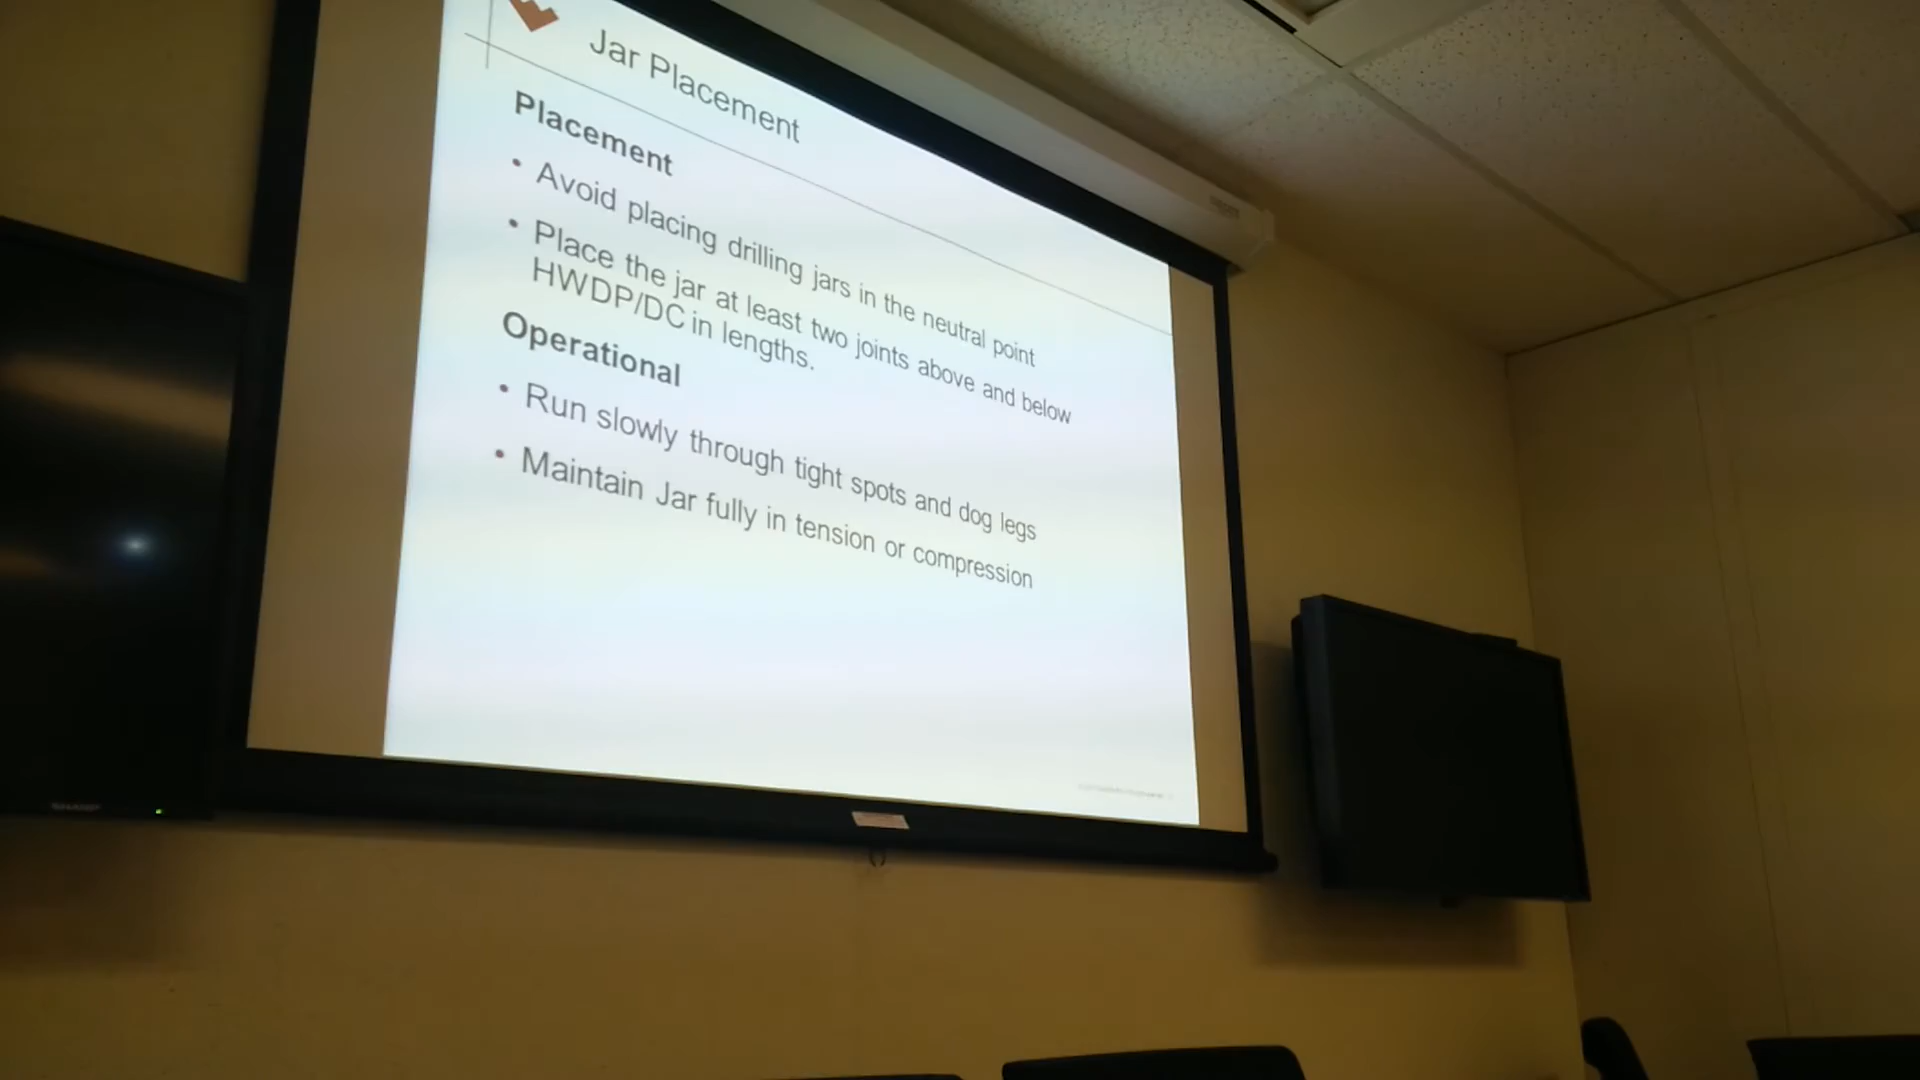 Jar Placement
Placement
• Avoid placing drilling jars in the neutral point
• Place the jar at least two joints above and below
HWDP/DC in lengths.
Operational
• Run slowly through tight spots and dog legs
• Maintain Jar fully in tension or compression
SHARP